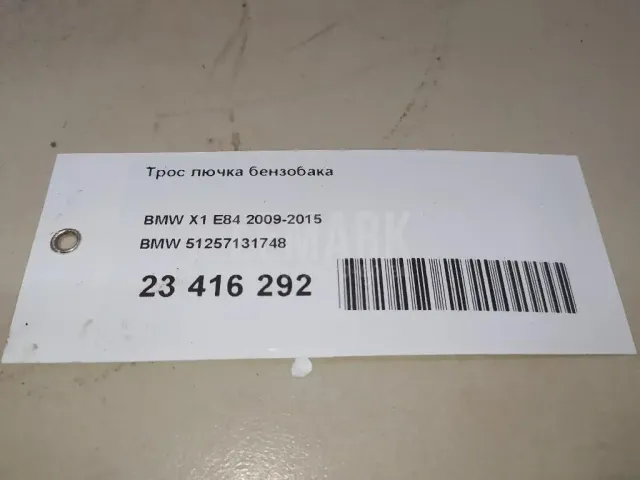 Трос лючка бензобака
BMW X1 E84 2009-2015
BMW 51257131748
23 416 292